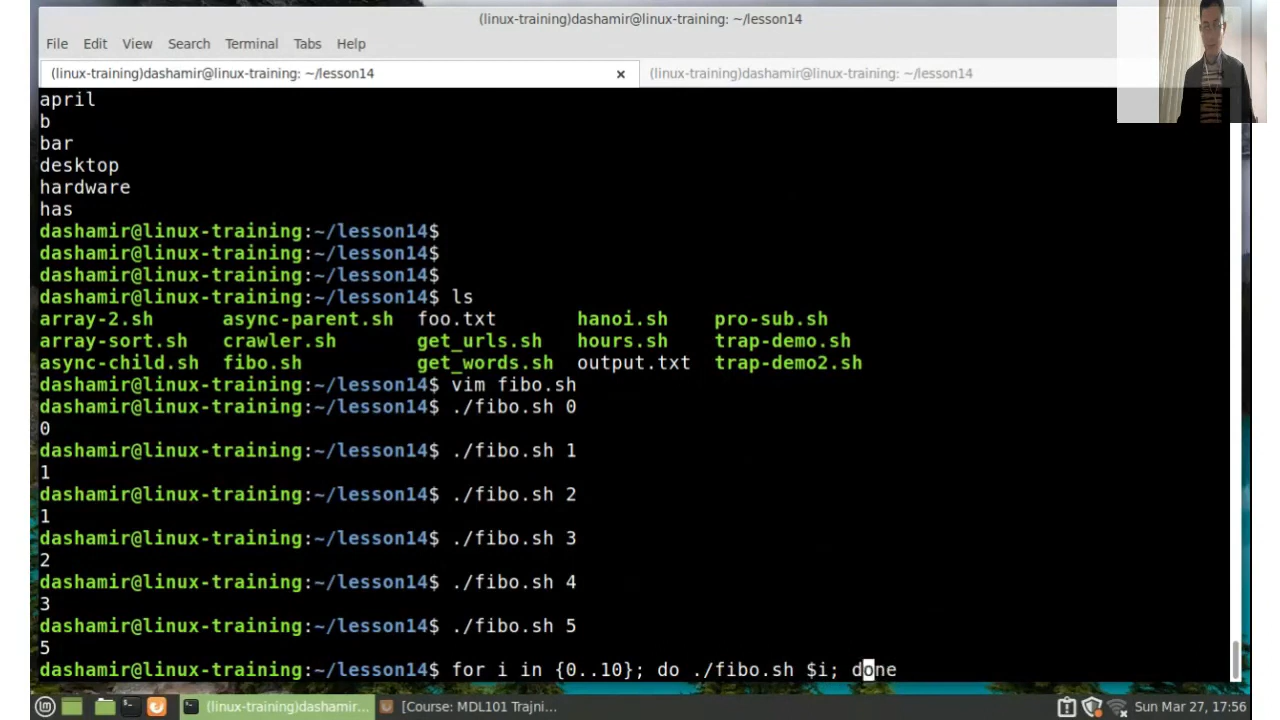 (linux-training)dashamir@linux-training: ~/lesson14
File Edit View Search Terminal Tabs Help
(linux-training)dashamir@linux-training: ~/lesson14 × (linux-training)dashamir@linux-training: ~/lesson14
april
b
bar
desktop
hardware
has
dashamir@linux-training:~/lesson14$
dashamir@linux-training:~/lesson14$
dashamir@linux-training:~/lesson14$
dashamir@linux-training:~/lesson14$ ls
array-2.sh async-parent.sh foo.txt hanoi.sh pro-sub.sh
array-sort.sh crawler.sh get_urls.sh hours.sh trap-demo.sh
async-child.sh fibo.sh get_words.sh output.txt trap-demo2.sh
dashamir@linux-training:~/lesson14$ vim fibo.sh
dashamir@linux-training:~/lesson14$ ./fibo.sh 0
0
dashamir@linux-training:~/lesson14$ ./fibo.sh 1
1
dashamir@linux-training:~/lesson14$ ./fibo.sh 2
1
dashamir@linux-training:~/lesson14$ ./fibo.sh 3
2
dashamir@linux-training:~/lesson14$ ./fibo.sh 4
3
dashamir@linux-training:~/lesson14$ ./fibo.sh 5
5
dashamir@linux-training:~/lesson14$ for i in {0..10}; do ./fibo.sh $i; done
(linux-training)dashamir... [Course: MDL101 Trajni... Sun Mar 27, 17:56